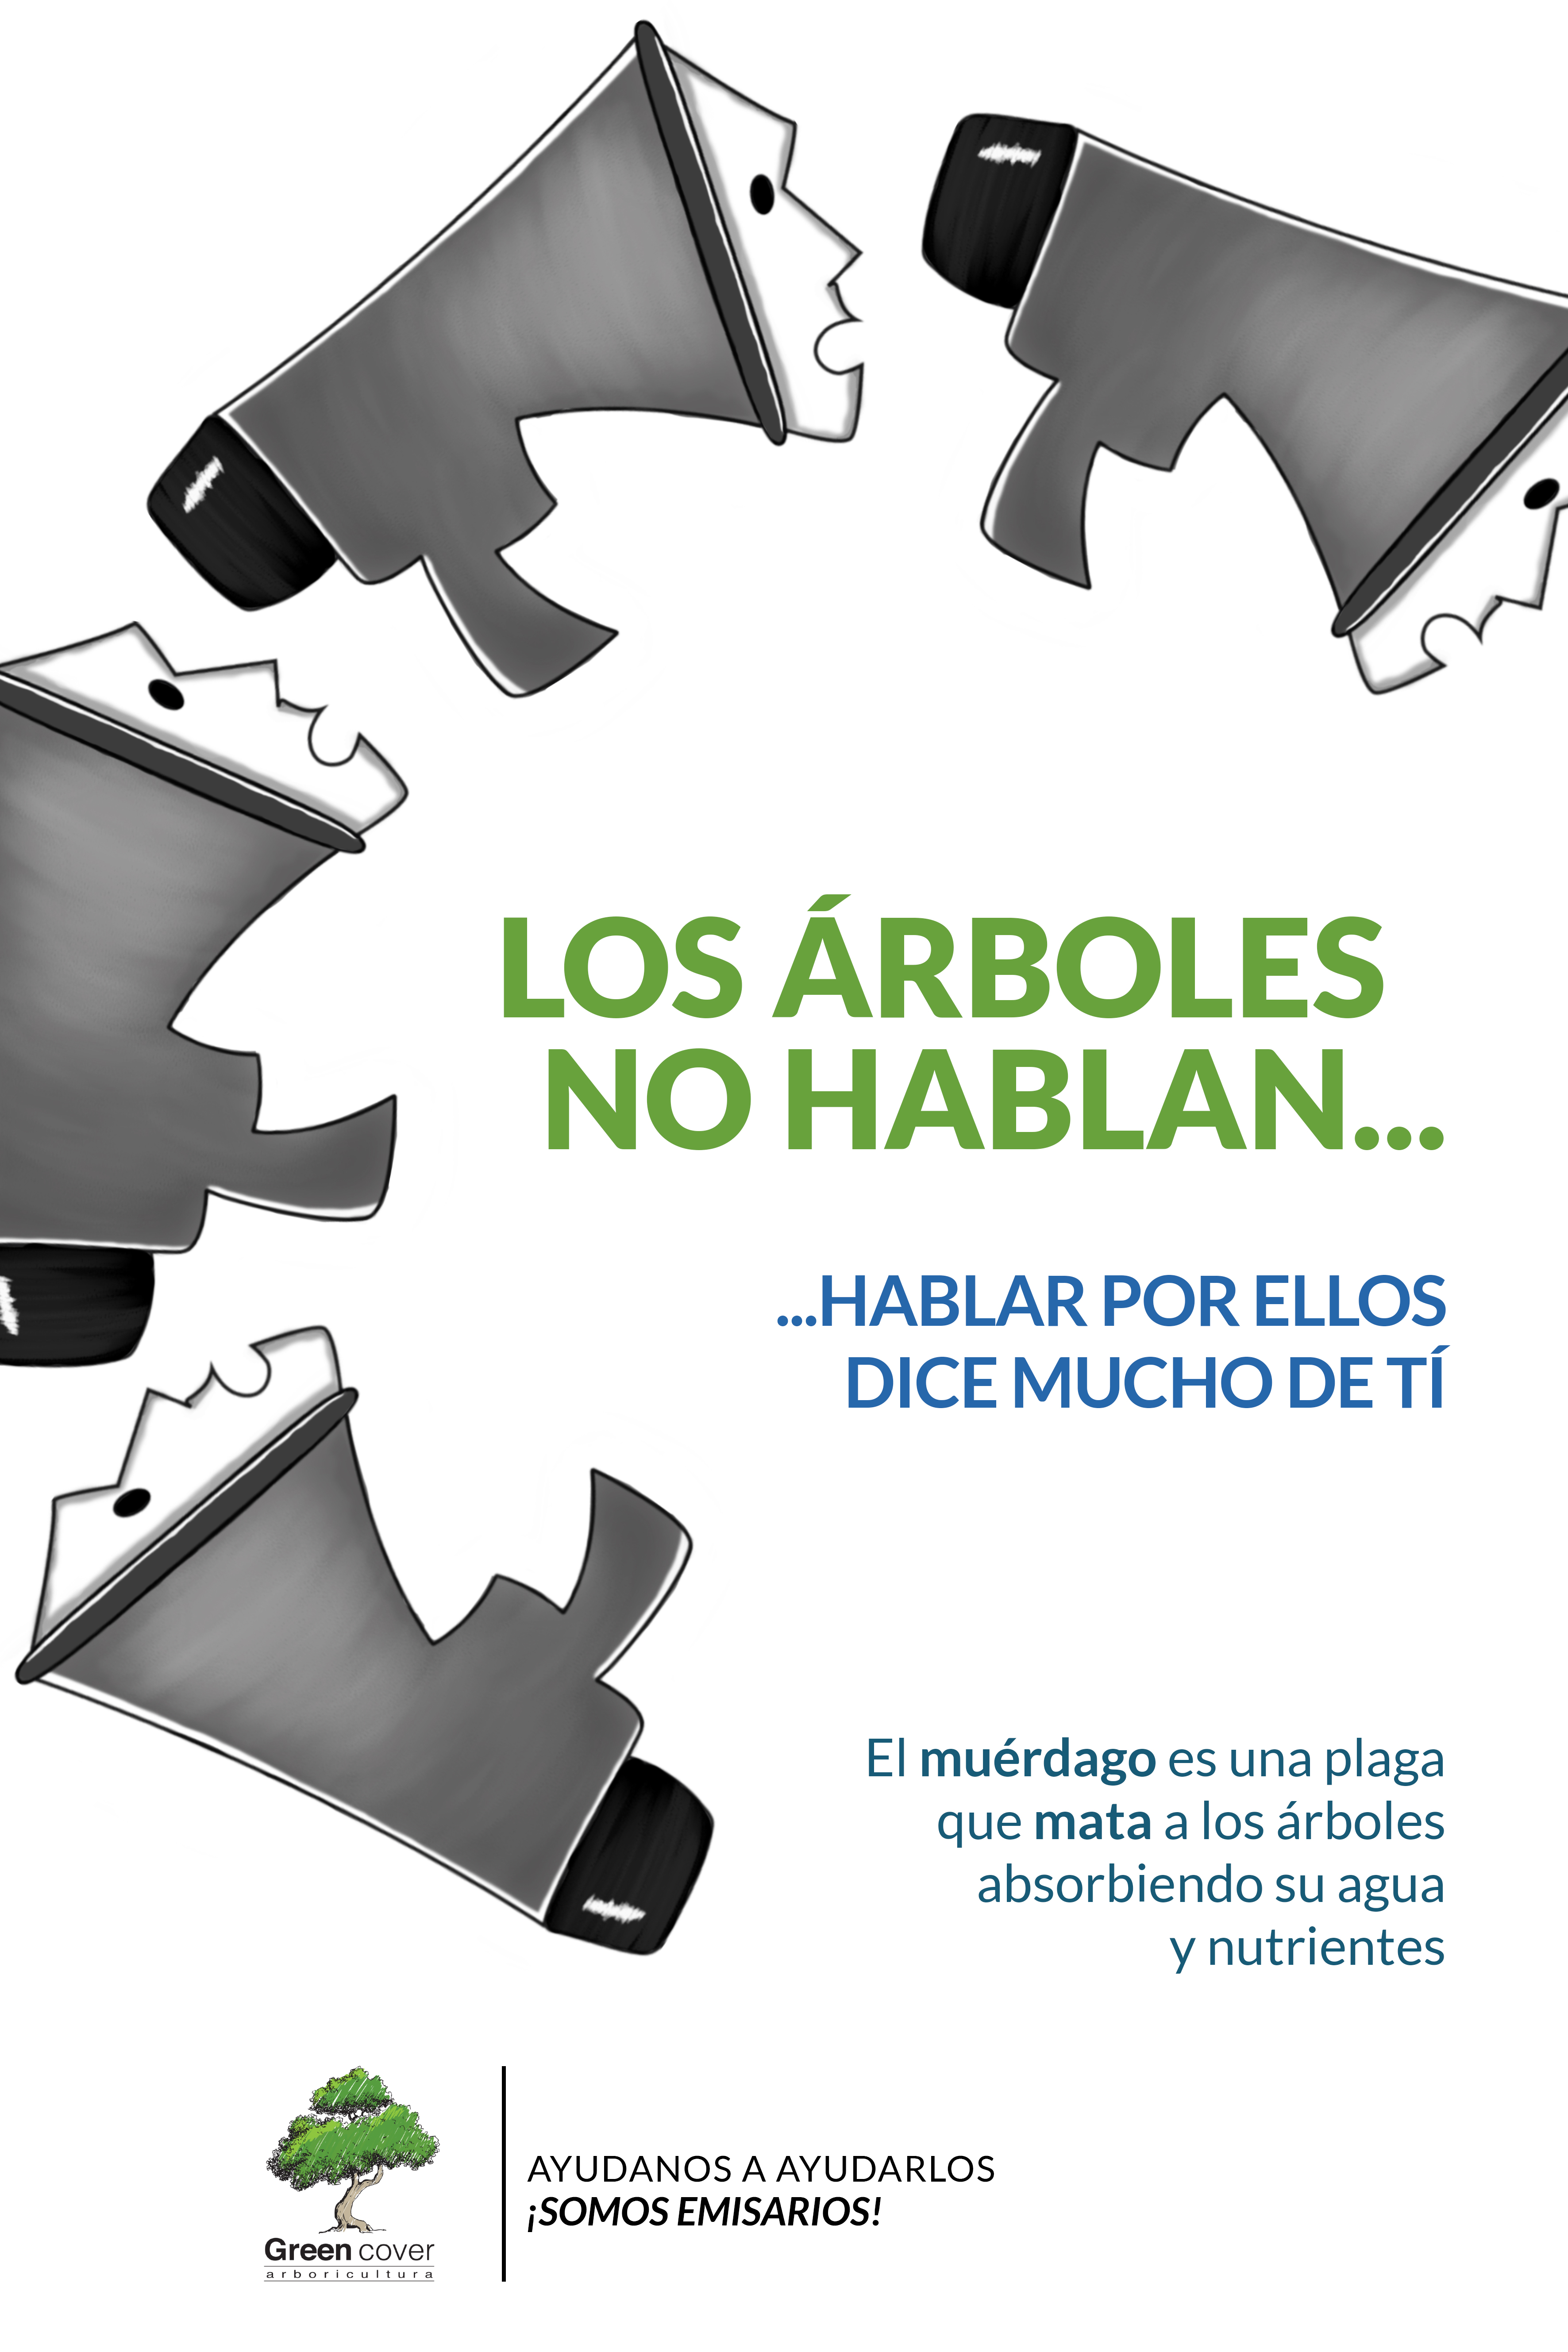 LOS ÁRBOLES
NO HABLAN...
...HABLAR POR ELLOS
DICE MUCHO DE TÍ
El muérdago es una plaga
que mata a los árboles
absorbiendo su agua
y nutrientes
AYUDANOS A AYUDARLOS
¡SOMOS EMISARIOS!
Green cover
arboricultura